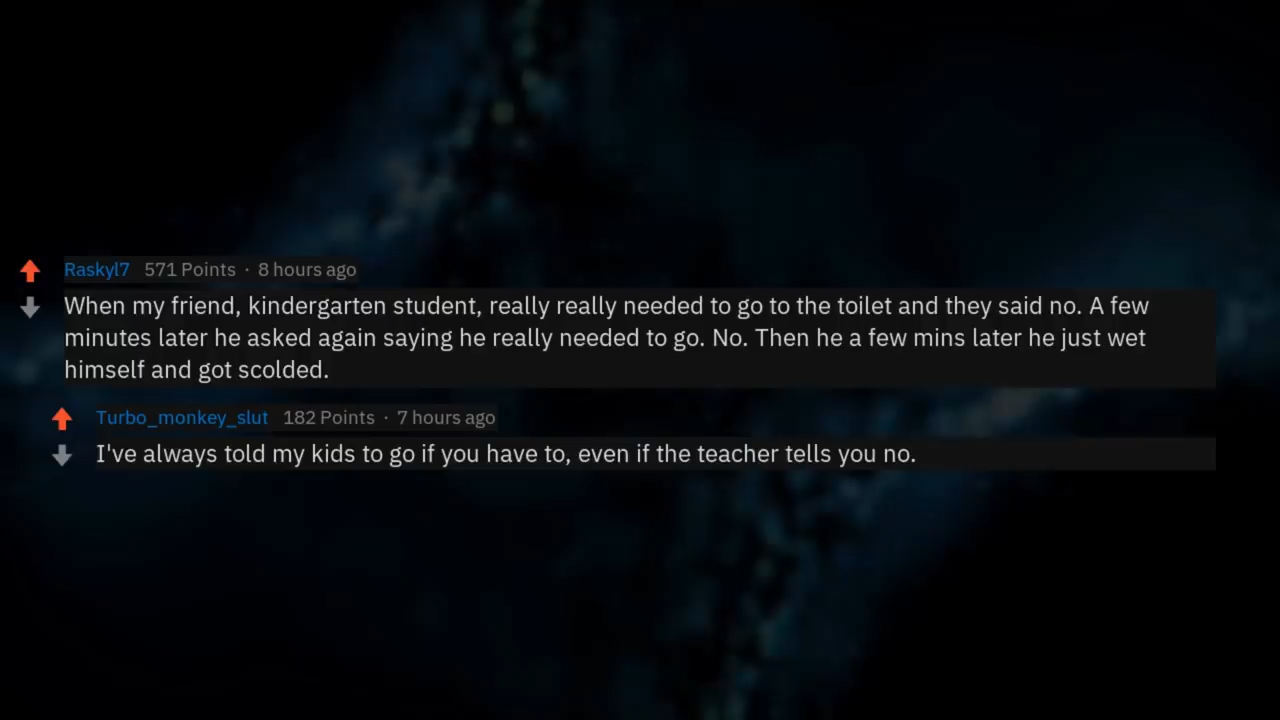 Raskyl7 571 Points · 8 hours ago
When my friend, kindergarten student, really really needed to go to the toilet and they said no. A few
minutes later he asked again saying he really needed to go. No. Then he a few mins later he just wet
himself and got scolded.
Turbo_monkey_slut 182 Points · 7 hours ago
I've always told my kids to go if you have to, even if the teacher tells you no.